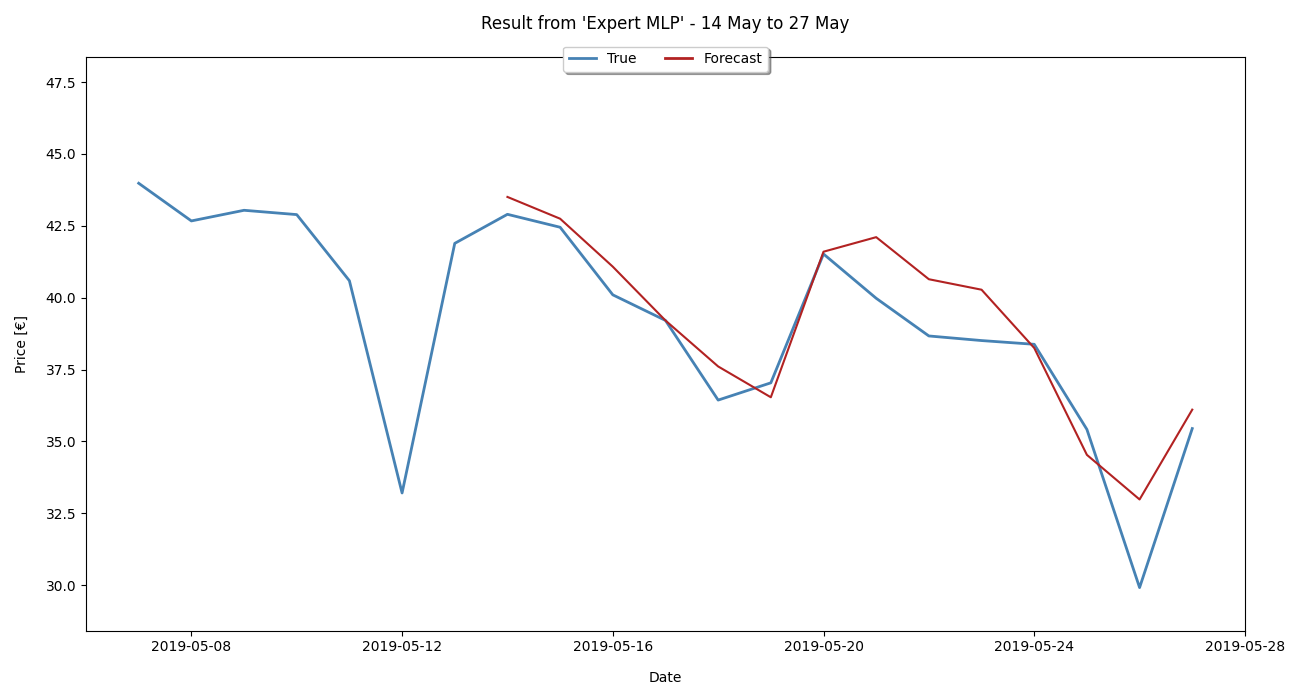 Result from 'Expert MLP' - 14 May to 27 May
True Forecast
47.5
45.0
42.5
40.0
37.5
35.0
32.5
30.0
Price [€]
2019-05-08 2019-05-12 2019-05-16 2019-05-20 2019-05-24 2019-05-28
Date